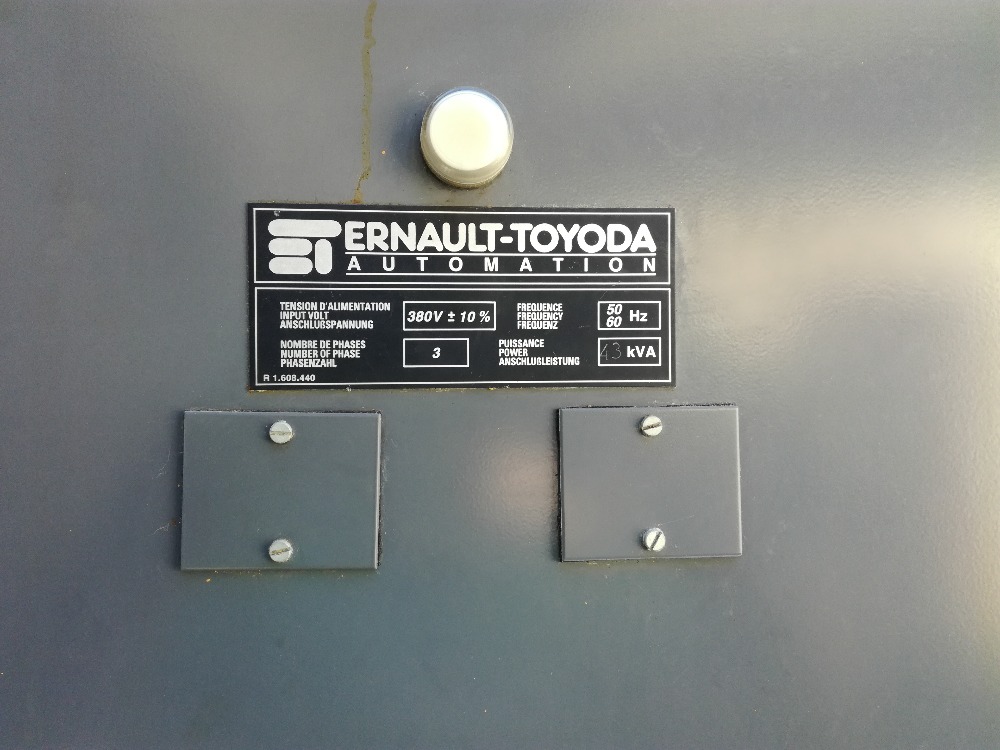 ERNAULT-TOYODA
AUTOMATION
TENSION D'ALIMENTATION
INPUT VOLT
ANSCHLUßSPANNUNG
380V ± 10 %
FREQUENCE
FREQUENCY
FREQUENZ
50
60 Hz
NOMBRE DE PHASES
NUMBER OF PHASE
PHASENZAHL
3
PUISSANCE
POWER
ANSCHLUßLEISTUNG
43 kVA
R 1.608.440